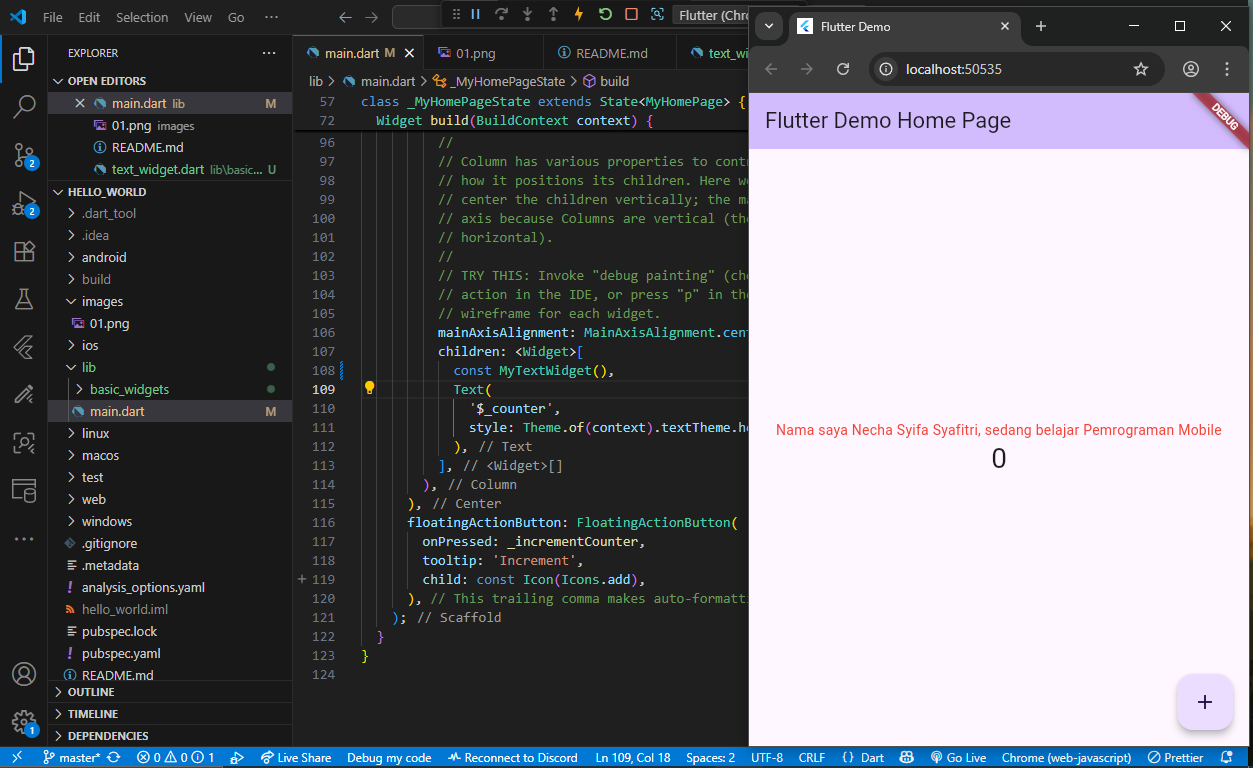 File Edit Selection View Go ···
Flutter (Chro
EXPLORER ···
OPEN EDITORS
main.dart lib M
01.png images
README.md
text_widget.dart lib\basic... U
HELLO_WORLD
.dart_tool
.idea
android
build
images
01.png
ios
lib
basic_widgets
main.dart M
linux
macos
test
web
windows
.gitignore
.metadata
analysis_options.yaml
hello_world.iml
pubspec.lock
pubspec.yaml
README.md
OUTLINE
TIMELINE
DEPENDENCIES
2
2
1
main.dart M 01.png README.md text_wi
lib > main.dart > _MyHomePageState > build
57 class _MyHomePageState extends State<MyHomePage> {
72 Widget build(BuildContext context) {
96 //
97 // Column has various properties to cont
98 // how it positions its children. Here w
99 // center the children vertically; the m
100 // axis because Columns are vertical (the
101 // horizontal).
102 //
103 // TRY THIS: Invoke "debug painting" (cho
104 // action in the IDE, or press "p" in the
105 // wireframe for each widget.
106 mainAxisAlignment: MainAxisAlignment.cent
107 children: <Widget>[
108 const MyTextWidget(),
109 Text(
110 '$_counter',
111 style: Theme.of(context).textTheme.he
112 ), // Text
113 ], // <Widget>[]
114 ), // Column
115 ), // Center
116 floatingActionButton: FloatingActionButton(
117 onPressed: _incrementCounter,
118 tooltip: 'Increment',
119 child: const Icon(Icons.add),
120 ), // This trailing comma makes auto-formatti
121 ); // Scaffold
122 }
123 }
124
Flutter Demo
localhost:50535
Flutter Demo Home Page
DEBUG
Nama saya Necha Syifa Syafitri, sedang belajar Pemrograman Mobile
0
+
master* 0 0 1 Live Share Debug my code Reconnect to Discord Ln 109, Col 18 Spaces: 2 UTF-8 CRLF { } Dart Go Live Chrome (web-javascript) Prettier